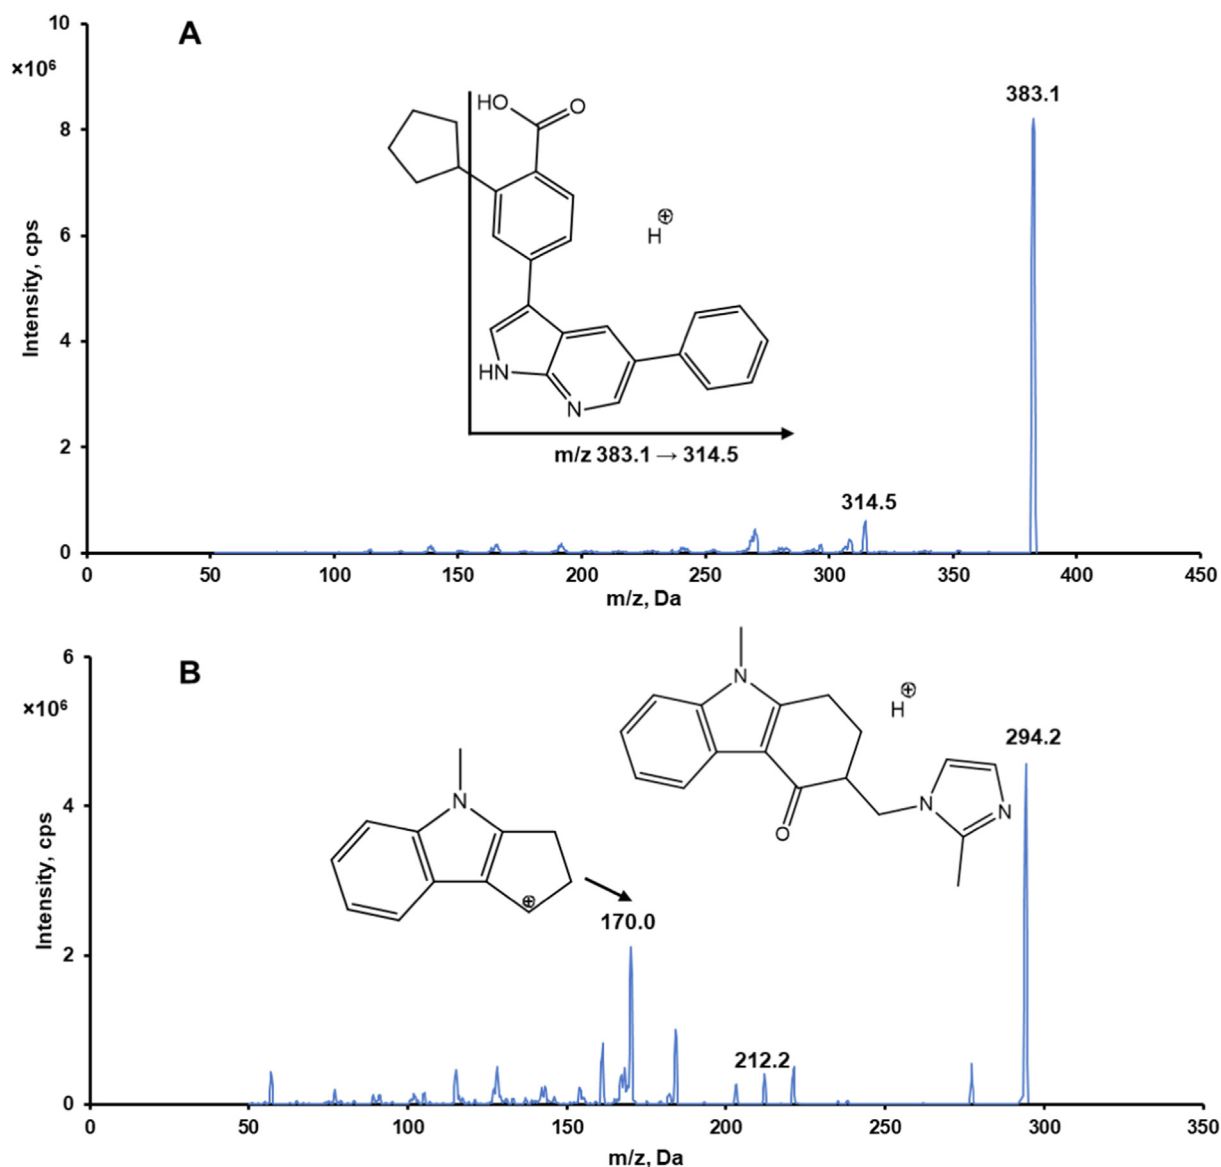 A
×10⁶
10
8
6
4
2
0
Intensity, cps
383.1
HO
O
H
⊕
HN
N
m/z 383.1 → 314.5
314.5
0 50 100 150 200 250 300 350 400 450
m/z, Da
B
×10⁶
6
4
2
0
Intensity, cps
N
⊕
H
294.2
N
N
N
O
⊕
170.0
212.2
0 50 100 150 200 250 300 350
m/z, Da